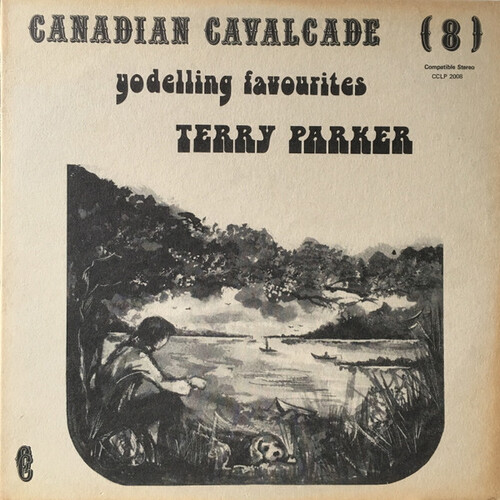 CANADIAN CAVALCADE (8)
Compatible Stereo
CCLP 2008
yodelling favourites
TERRY PARKER
C